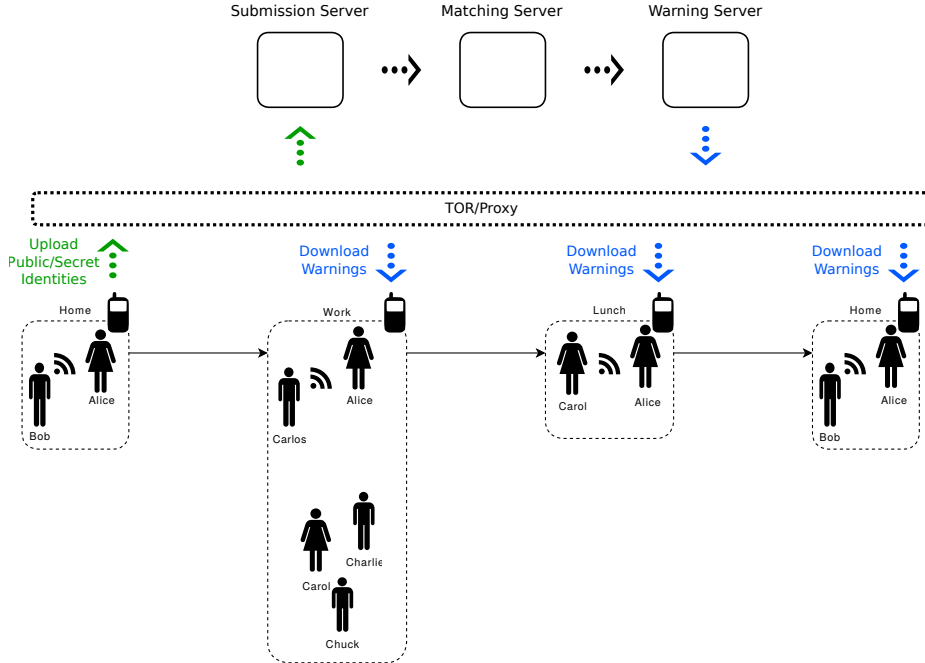 Submission Server
Matching Server
Warning Server
TOR/Proxy
Upload
Public/Secret
Identities
Download
Warnings
Download
Warnings
Download
Warnings
Home
Work
Lunch
Home
Alice
Bob
Alice
Carlos
Carol
Alice
Alice
Bob
Charlie
Carol
Chuck